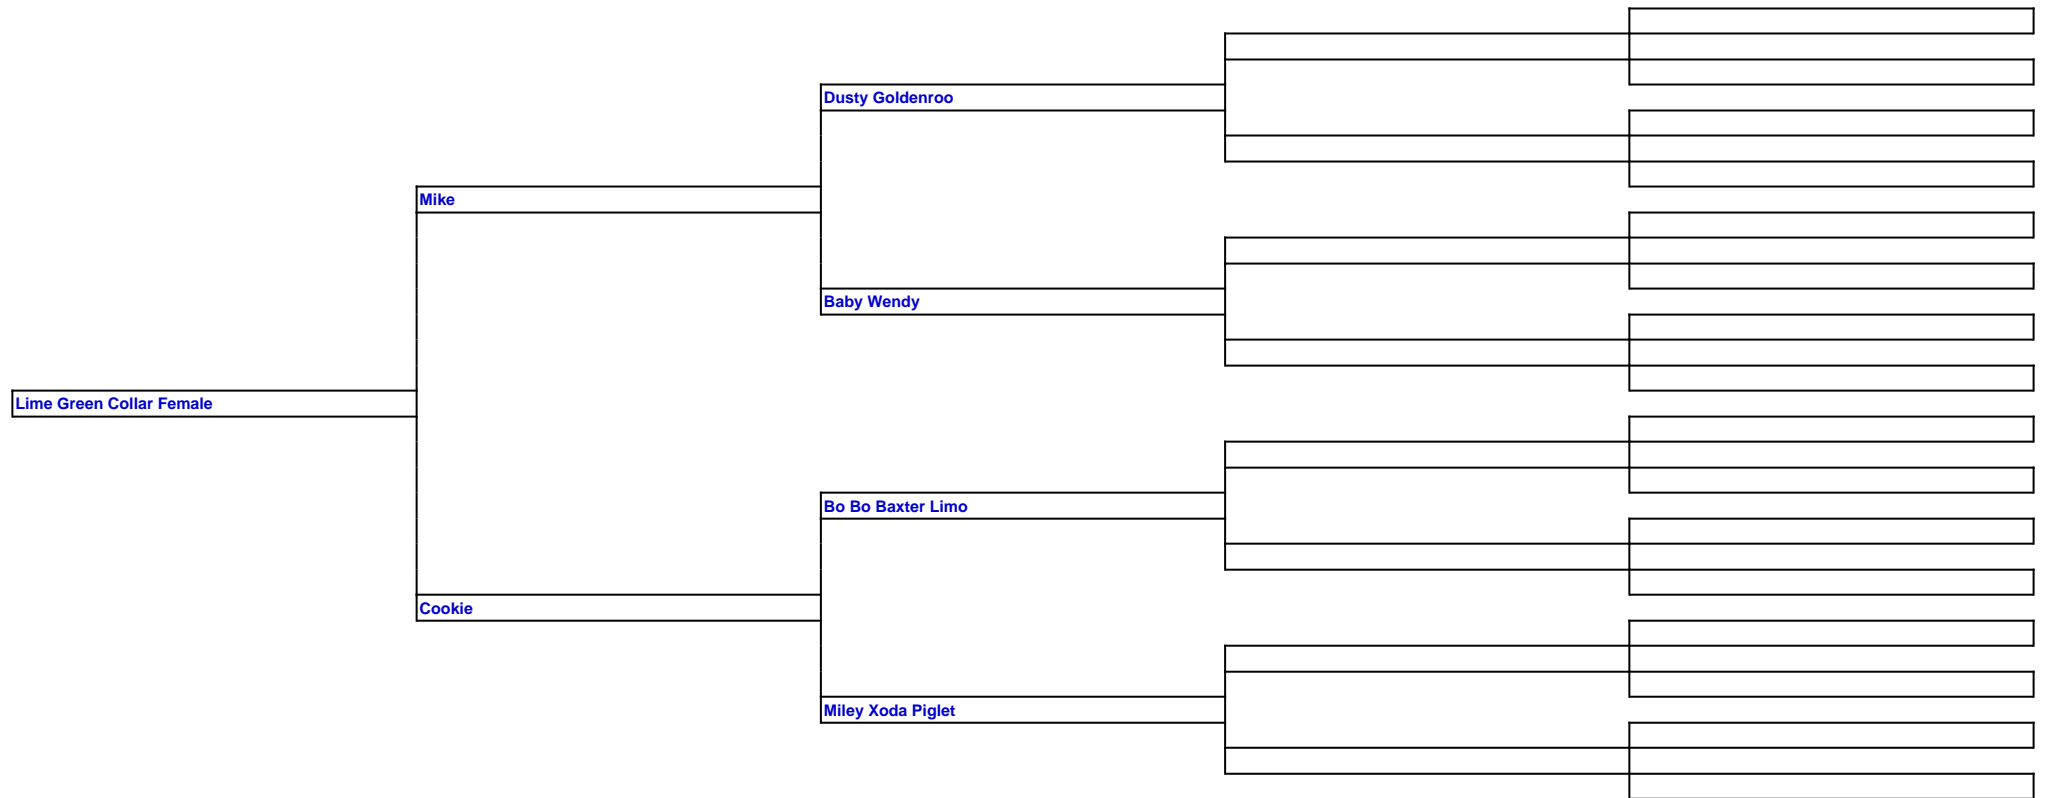 Dusty Goldenroo
Mike
Baby Wendy
Lime Green Collar Female
Bo Bo Baxter Limo
Cookie
Miley Xoda Piglet